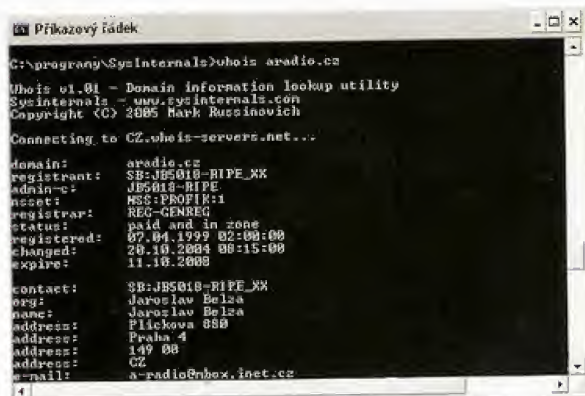 Příkazový řádek
C:\programy\SysInternals>whois aradio.cz
Whois v1.01 - Domain information lookup utility
Sysinternals - www.sysinternals.com
Copyright (C) 2005 Mark Russinovich
Connecting to CZ.whois-servers.net...
domain: aradio.cz
registrant: SB:JB5018-RIPE_XX
admin-c: JB5018-RIPE
nsset: NSS:PROFIK:1
registrar: REG-GENREG
status: paid and in zone
registered: 07.04.1999 02:00:00
changed: 20.10.2004 08:15:00
expire: 11.10.2008
contact: SB:JB5018-RIPE_XX
org: Jaroslav Belza
name: Jaroslav Belza
address: Plickova 880
address: Praha 4
address: 149 00
address: CZ
e-mail: a-radio@mbox.inet.cz